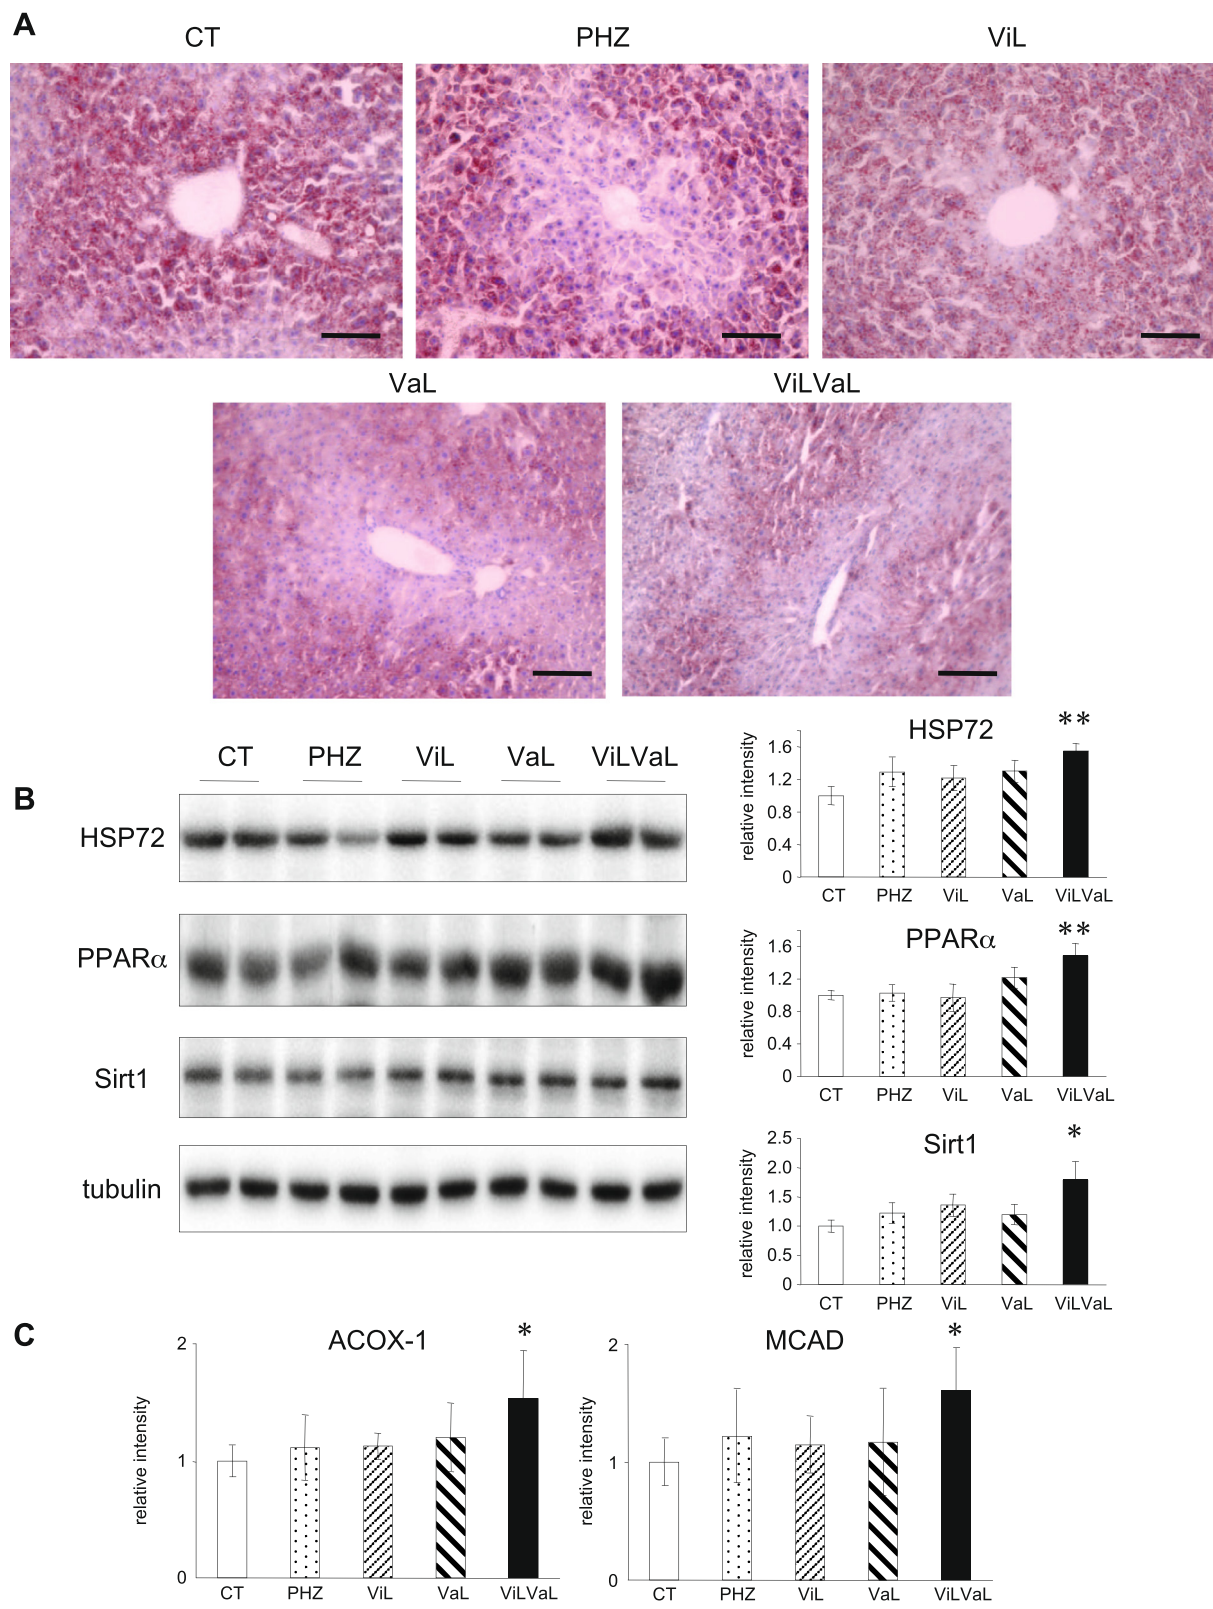 A
CT PHZ ViL
VaL ViLVaL
B
CT PHZ ViL VaL ViLVaL
HSP72
PPARα
Sirt1
tubulin
HSP72
**
relative intensity
1.6
1.2
0.8
0.4
0
CT PHZ ViL VaL ViLVaL
PPARα
**
relative intensity
1.6
1.2
0.8
0.4
0
CT PHZ ViL VaL ViLVaL
Sirt1
*
relative intensity
2.5
2.0
1.5
1.0
0.5
0
CT PHZ ViL VaL ViLVaL
C
ACOX-1
*
relative intensity
2
1
0
CT PHZ ViL VaL ViLVaL
MCAD
*
relative intensity
2
1
0
CT PHZ ViL VaL ViLVaL